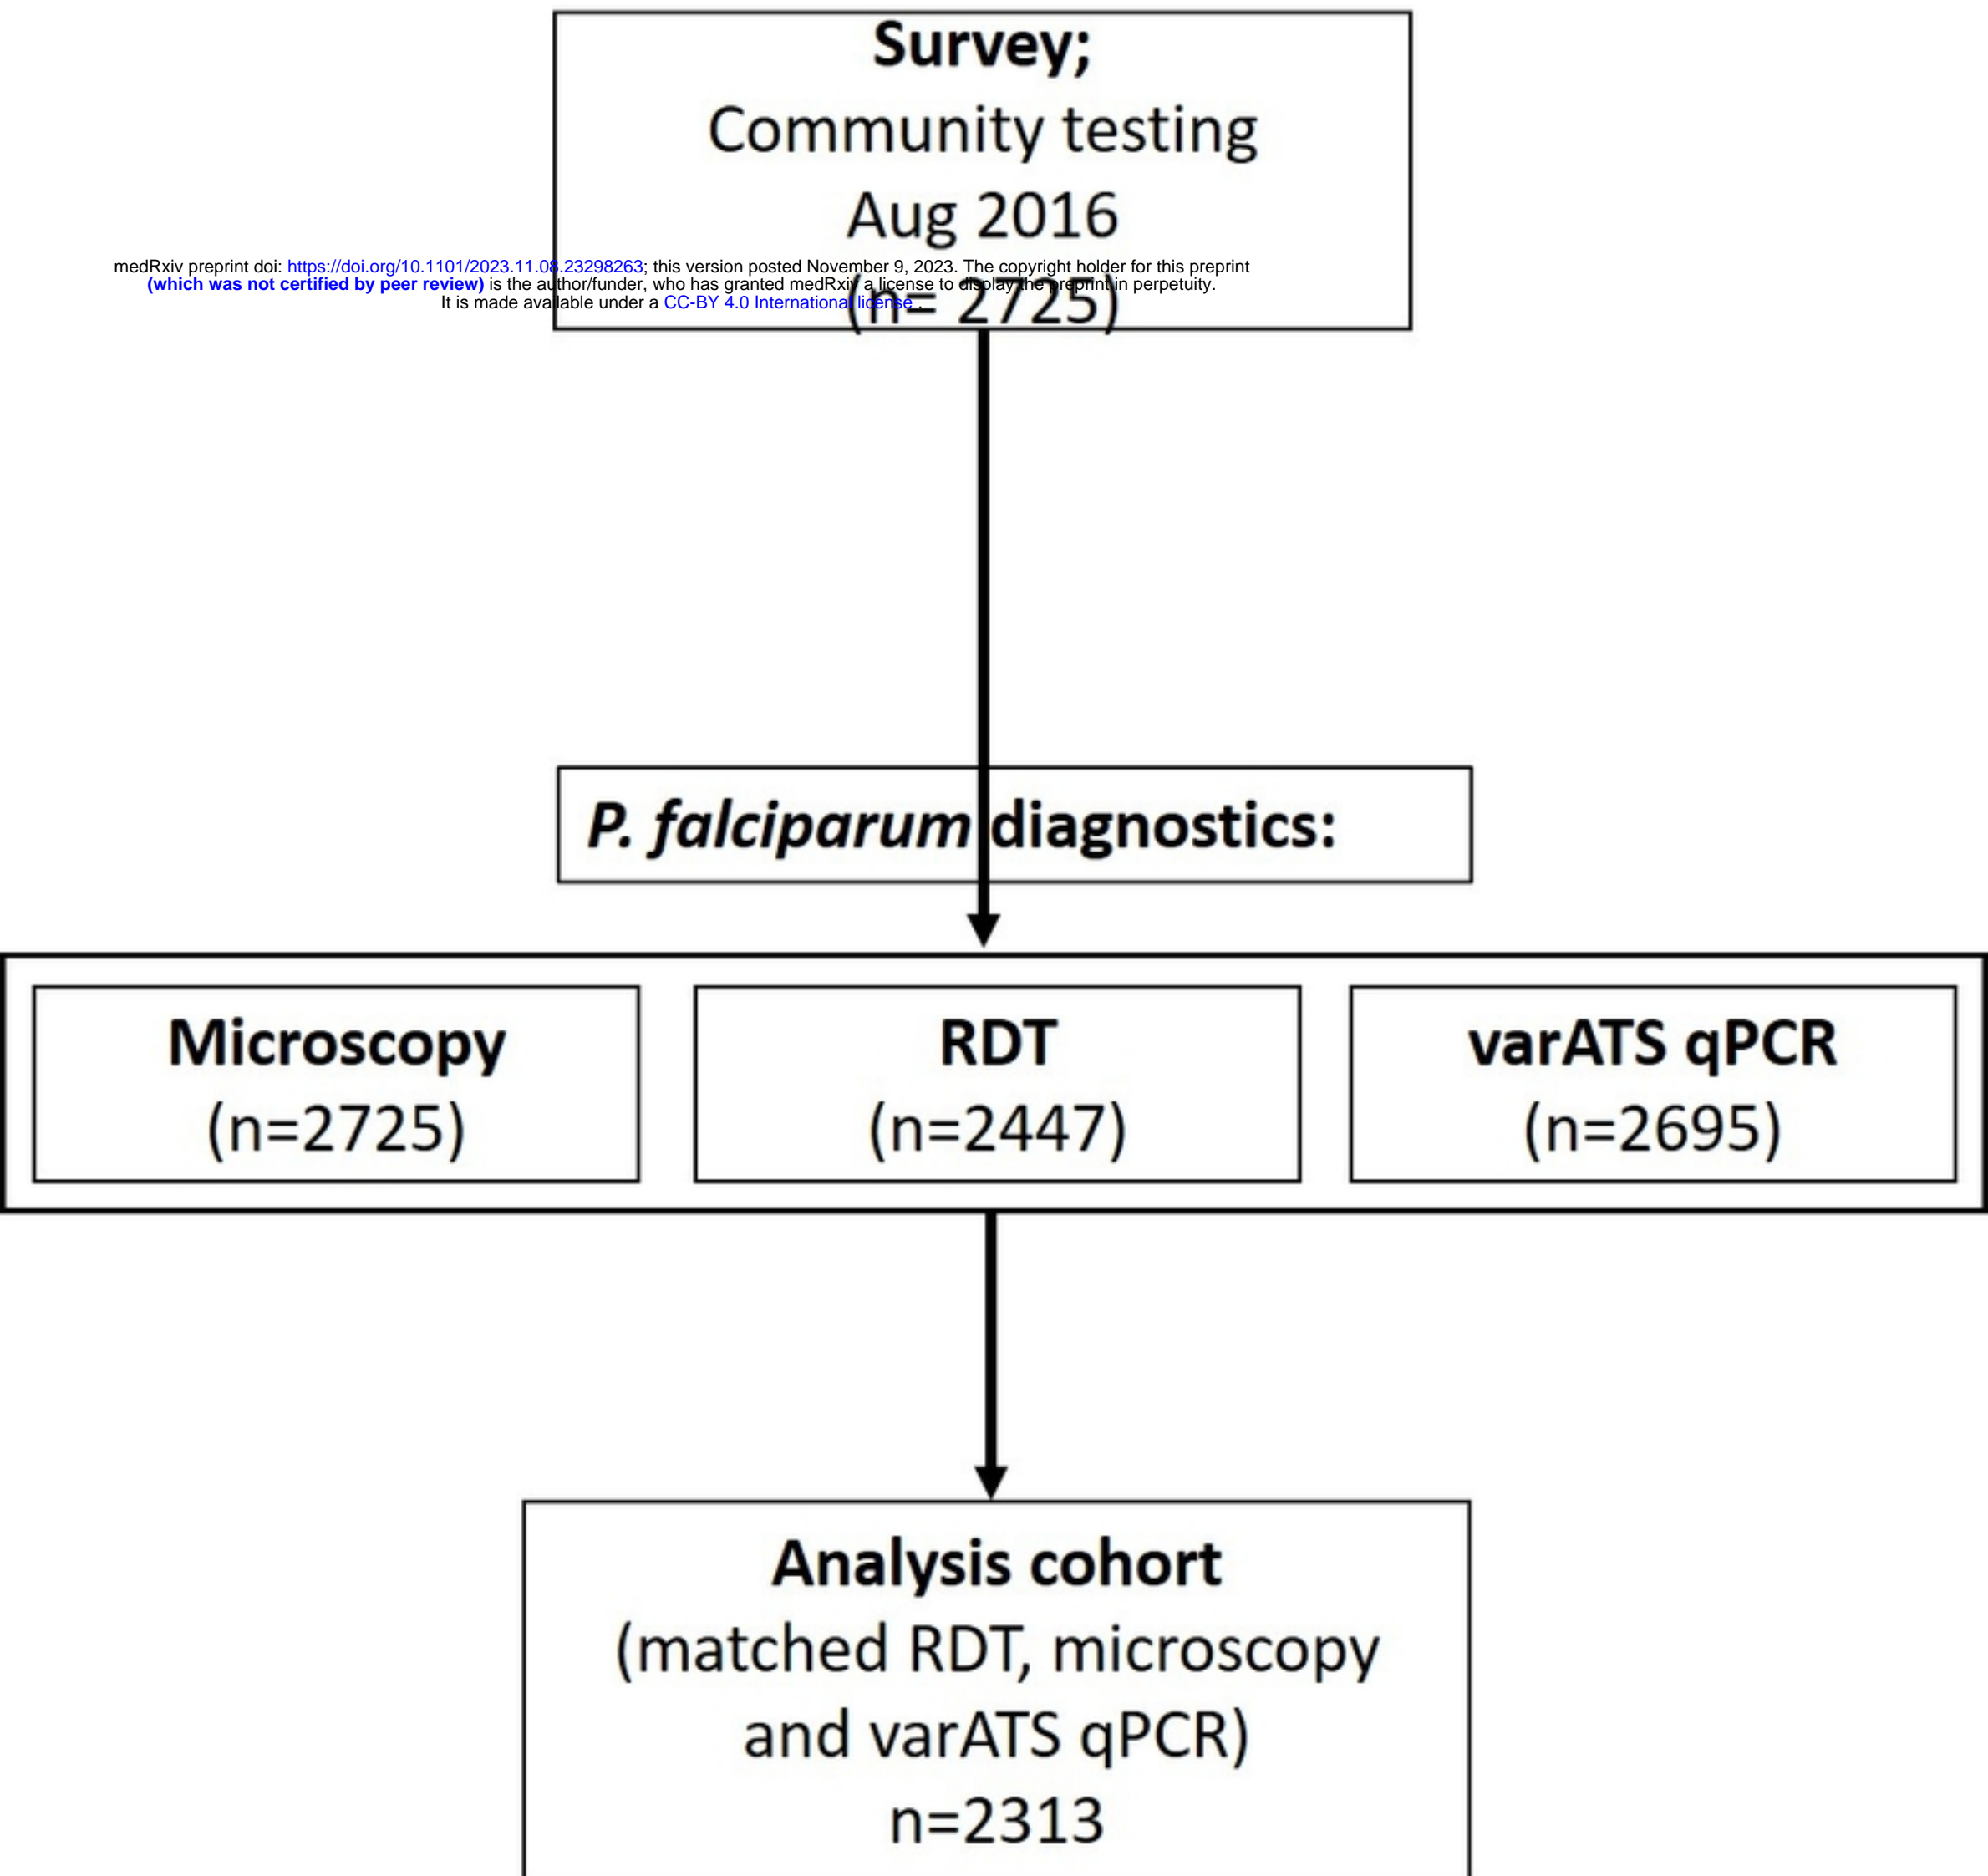 Survey;
Community testing
Aug 2016
medRxiv preprint doi: https://doi.org/10.1101/2023.11.08.23298263; this version posted November 9, 2023. The copyright holder for this preprint
(which was not certified by peer review) is the author/funder, who has granted medRxiv a license to display the preprint in perpetuity.
It is made available under a CC-BY 4.0 International license .
(n= 2725)
P. falciparum diagnostics:
Microscopy
(n=2725)
RDT
(n=2447)
varATS qPCR
(n=2695)
Analysis cohort
(matched RDT, microscopy
and varATS qPCR)
n=2313